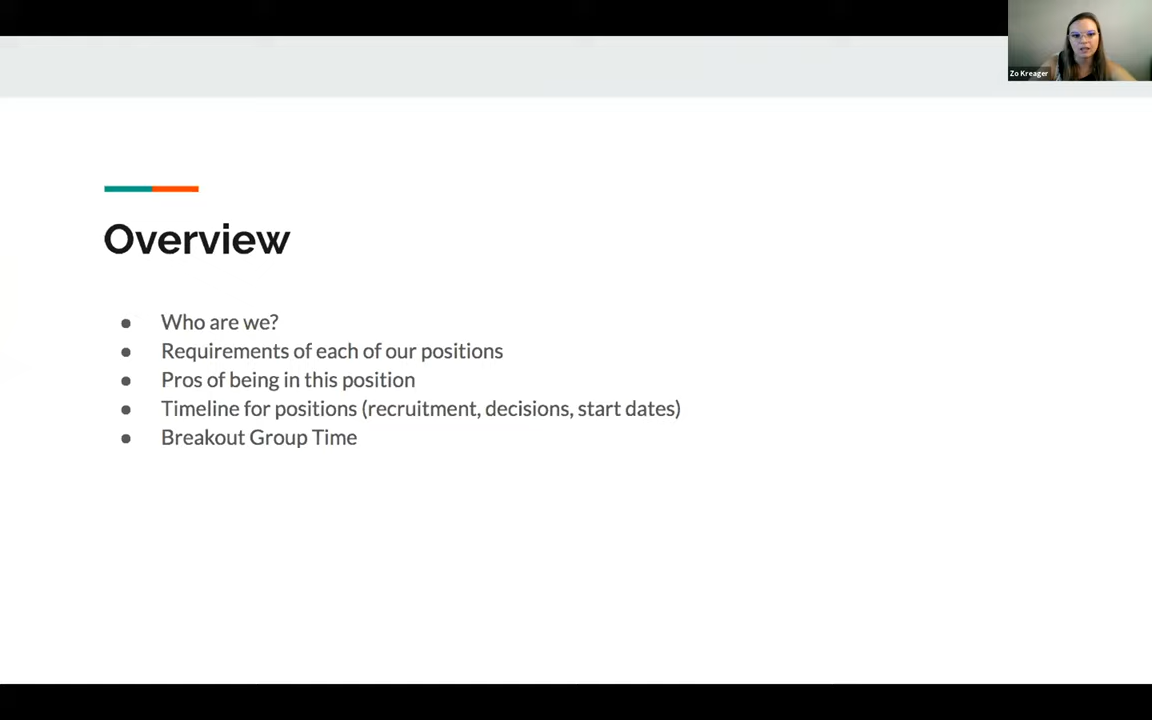 Zo Kreager
Overview
● Who are we?
● Requirements of each of our positions
● Pros of being in this position
● Timeline for positions (recruitment, decisions, start dates)
● Breakout Group Time